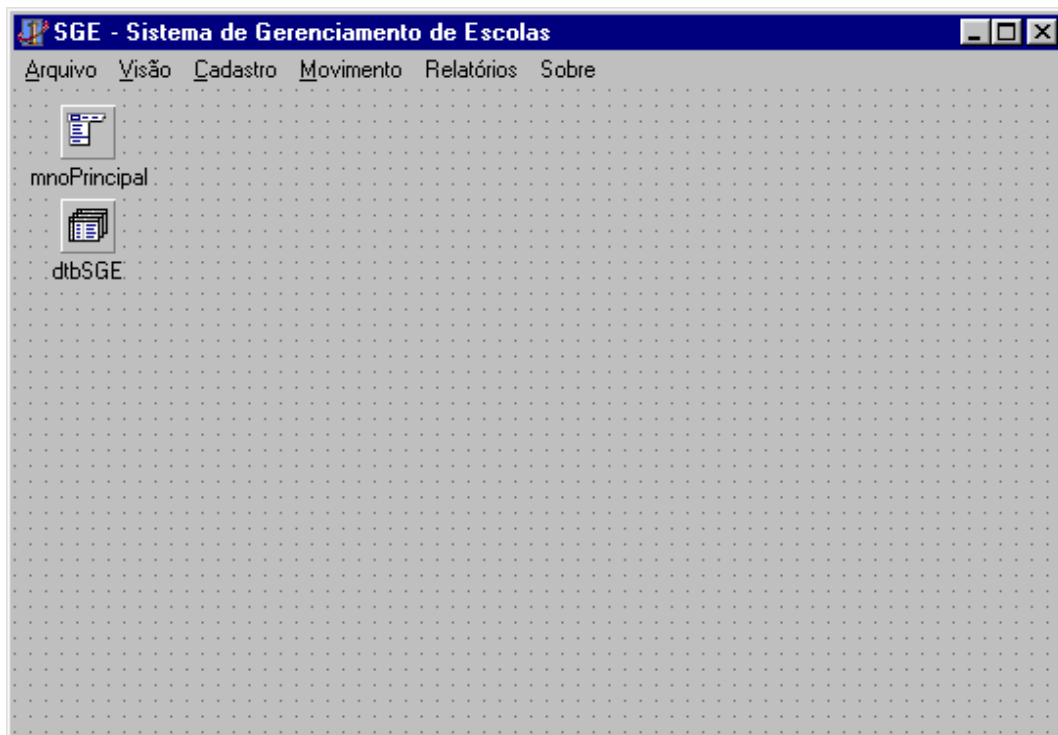 SGE - Sistema de Gerenciamento de Escolas
Arquivo Visão Cadastro Movimento Relatórios Sobre
mnoPrincipal
dtbSGE